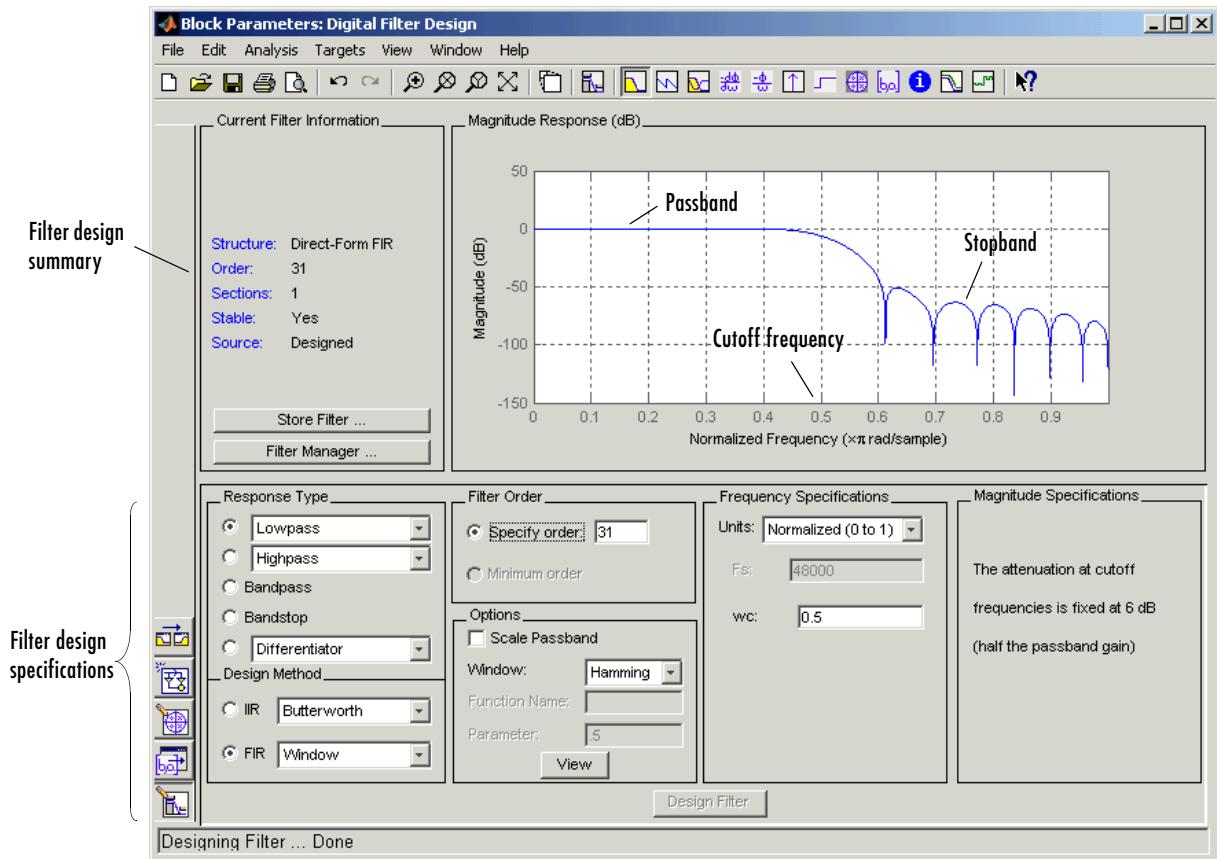 Block Parameters: Digital Filter Design
File Edit Analysis Targets View Window Help
Current Filter Information
Structure: Direct-Form FIR
Order: 31
Sections: 1
Stable: Yes
Source: Designed
Store Filter ...
Filter Manager ...
Filter design
summary
Magnitude Response (dB)
50
0
-50
-100
-150
Magnitude (dB)
Passband
Stopband
Cutoff frequency
0 0.1 0.2 0.3 0.4 0.5 0.6 0.7 0.8 0.9
Normalized Frequency (×π rad/sample)
Filter design
specifications
Response Type
Lowpass
Highpass
Bandpass
Bandstop
Differentiator
Design Method
IIR Butterworth
FIR Window
Filter Order
Specify order: 31
Minimum order
Options
Scale Passband
Window: Hamming
Function Name:
Parameter: .5
View
Frequency Specifications
Units: Normalized (0 to 1)
Fs: 48000
wc: 0.5
Magnitude Specifications
The attenuation at cutoff
frequencies is fixed at 6 dB
(half the passband gain)
Design Filter
Designing Filter ... Done